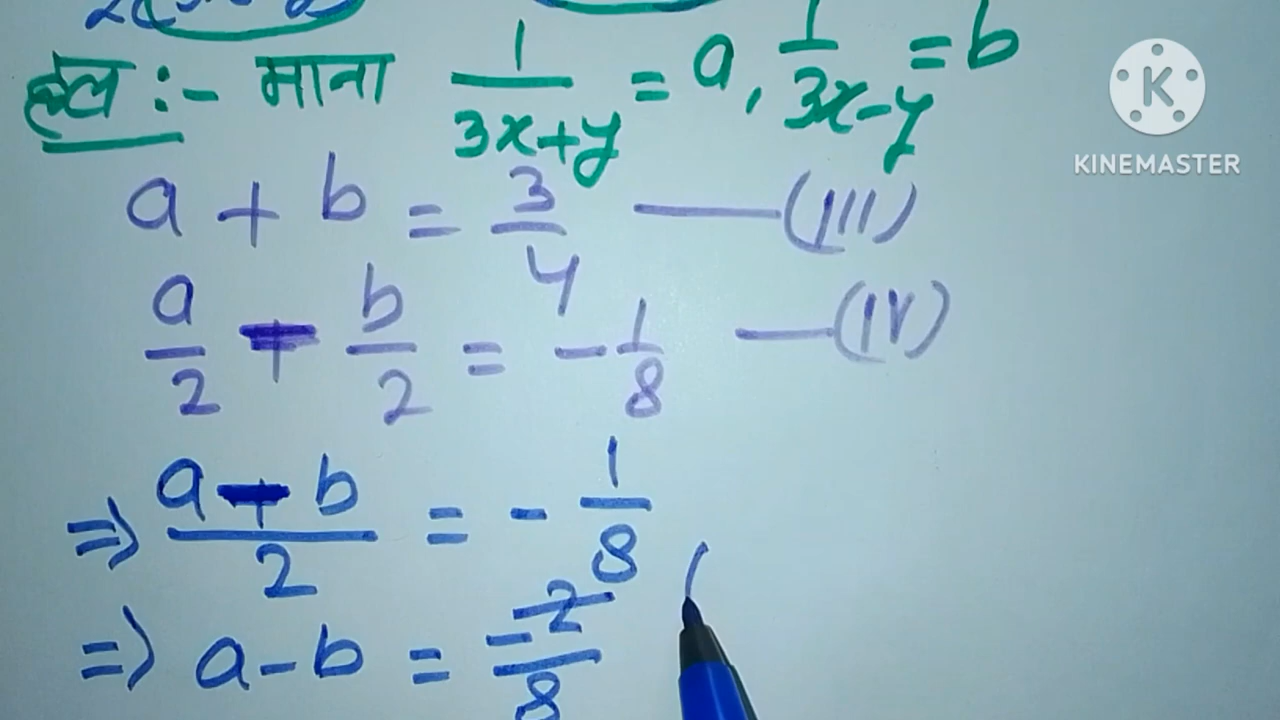 हल :- माना 1/(3x+y) = a, 1/(3x-y) = b
K
KINEMASTER
a + b = 3/4 —(III)
a/2 - b/2 = -1/8 —(IV)
⇒ (a - b)/2 = - 1/8
⇒ a - b = -2/8 (